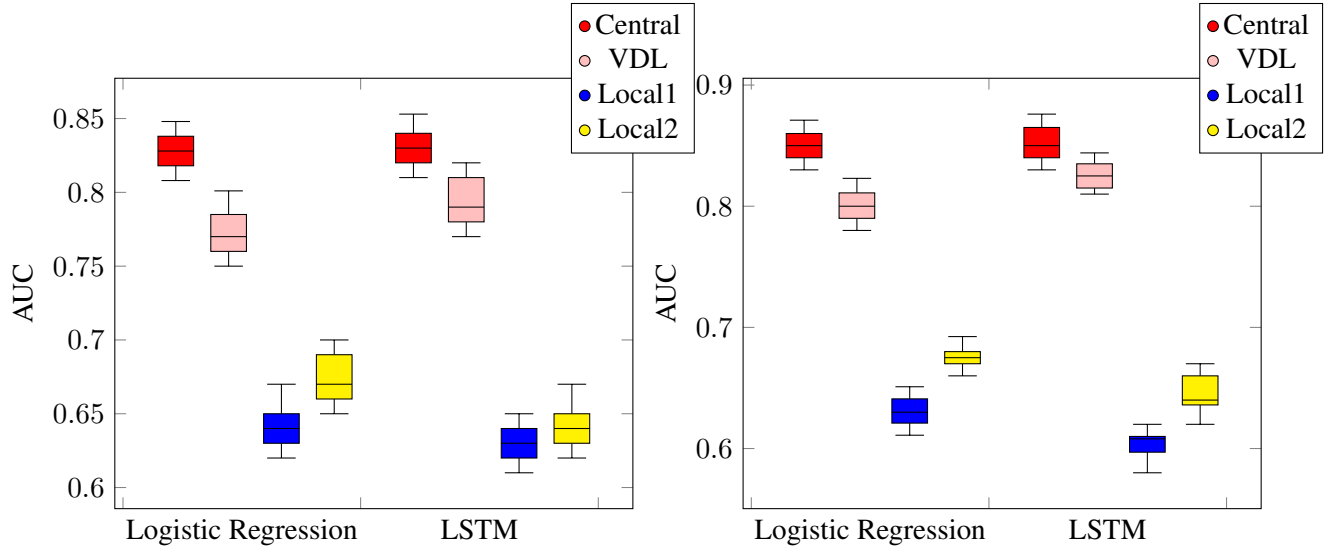 Central
VDL
Local1
Local2
0.85
0.8
0.75
0.7
0.65
0.6
AUC
Logistic Regression
LSTM
Central
VDL
Local1
Local2
0.9
0.8
0.7
0.6
AUC
Logistic Regression
LSTM